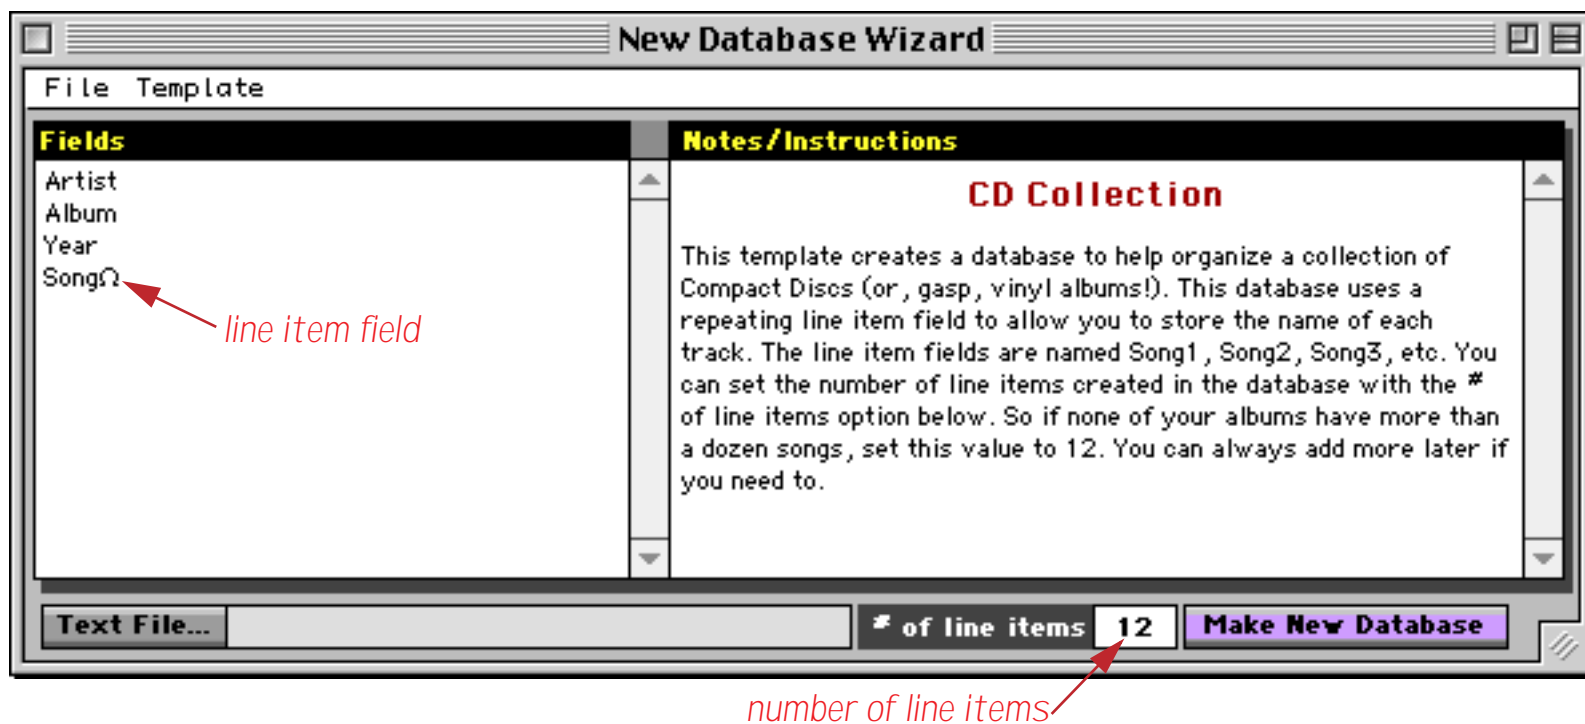 New Database Wizard
File Template
Fields
Artist
Album
Year
SongΩ
line item field
Notes/Instructions
CD Collection
This template creates a database to help organize a collection of
Compact Discs (or, gasp, vinyl albums!). This database uses a
repeating line item field to allow you to store the name of each
track. The line item fields are named Song1, Song2, Song3, etc. You
can set the number of line items created in the database with the #
of line items option below. So if none of your albums have more than
a dozen songs, set this value to 12. You can always add more later if
you need to.
Text File... # of line items 12 Make New Database
number of line items